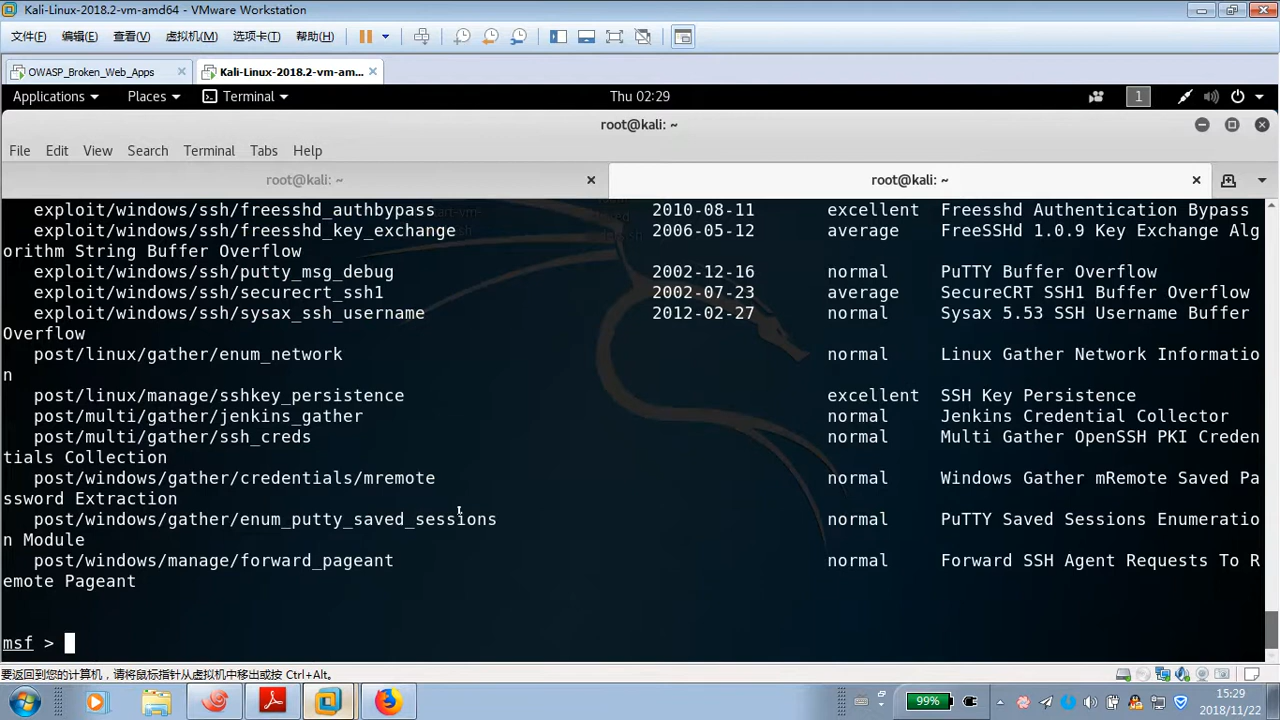 Kali-Linux-2018.2-vm-amd64 - VMware Workstation
文件(F) 编辑(E) 查看(V) 虚拟机(M) 选项卡(T) 帮助(H)
OWASP_Broken_Web_Apps Kali-Linux-2018.2-vm-am...
Applications Places Terminal Thu 02:29 1
root@kali: ~
File Edit View Search Terminal Tabs Help
root@kali: ~ root@kali: ~
exploit/windows/ssh/freesshd_authbypass 2010-08-11 excellent Freesshd Authentication Bypass
exploit/windows/ssh/freesshd_key_exchange 2006-05-12 average FreeSSHd 1.0.9 Key Exchange Alg
orithm String Buffer Overflow
exploit/windows/ssh/putty_msg_debug 2002-12-16 normal PuTTY Buffer Overflow
exploit/windows/ssh/securecrt_ssh1 2002-07-23 average SecureCRT SSH1 Buffer Overflow
exploit/windows/ssh/sysax_ssh_username 2012-02-27 normal Sysax 5.53 SSH Username Buffer
Overflow
post/linux/gather/enum_network normal Linux Gather Network Informatio
n
post/linux/manage/sshkey_persistence excellent SSH Key Persistence
post/multi/gather/jenkins_gather normal Jenkins Credential Collector
post/multi/gather/ssh_creds normal Multi Gather OpenSSH PKI Creden
tials Collection
post/windows/gather/credentials/mremote normal Windows Gather mRemote Saved Pa
ssword Extraction
post/windows/gather/enum_putty_saved_sessions normal PuTTY Saved Sessions Enumeratio
n Module
post/windows/manage/forward_pageant normal Forward SSH Agent Requests To R
emote Pageant
msf >
要返回到您的计算机，请将鼠标指针从虚拟机中移出或按 Ctrl+Alt。
99% 15:29
2018/11/22